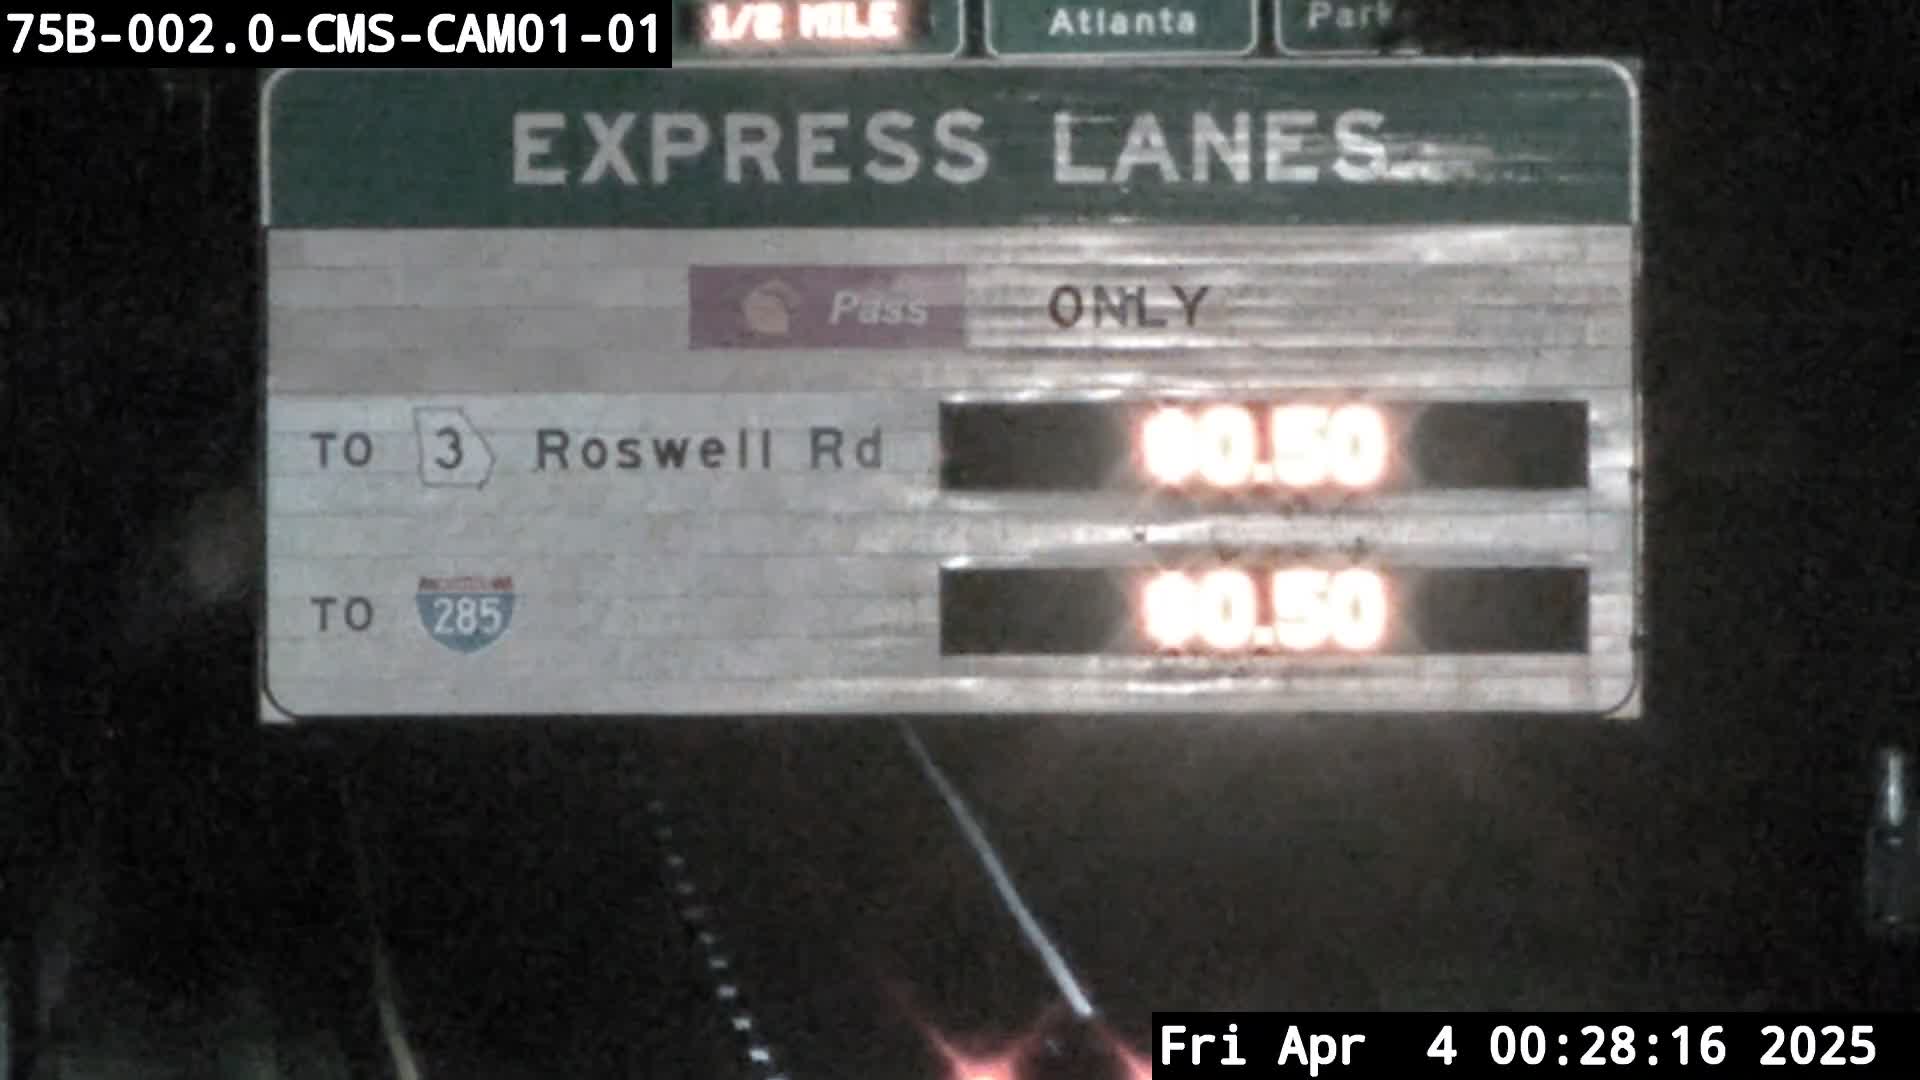 75B-002.0-CMS-CAM01-01
1/2 MILE
Atlanta
Park
EXPRESS LANES
Pass ONLY
TO 3 Roswell Rd $0.50
TO 285 $0.50
Fri Apr 4 00:28:16 2025